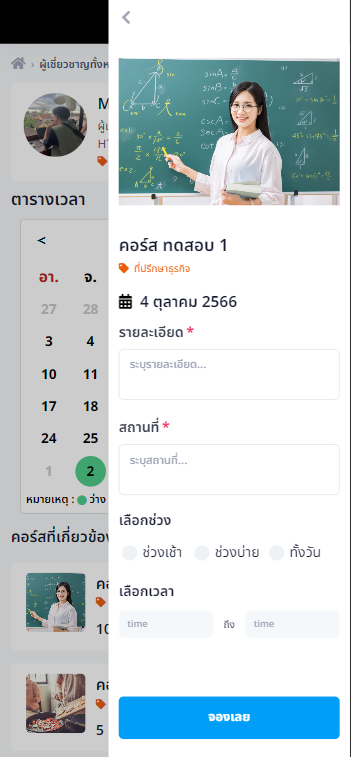 ผู้เชี่ยวชาญทั้งห
ตารางเวลา
<
อา. จ.
27 28
3 4
10 11
17 18
24 25
1 2
หมายเหตุ : ว่าง
คอร์สที่เกี่ยวข้อง
คอร์ส ทดสอบ 1
ที่ปรึกษาธุรกิจ
4 ตุลาคม 2566
รายละเอียด *
ระบุรายละเอียด...
สถานที่ *
ระบุสถานที่...
เลือกช่วง
ช่วงเช้า ช่วงบ่าย ทั้งวัน
เลือกเวลา
time ถึง time
จองเลย